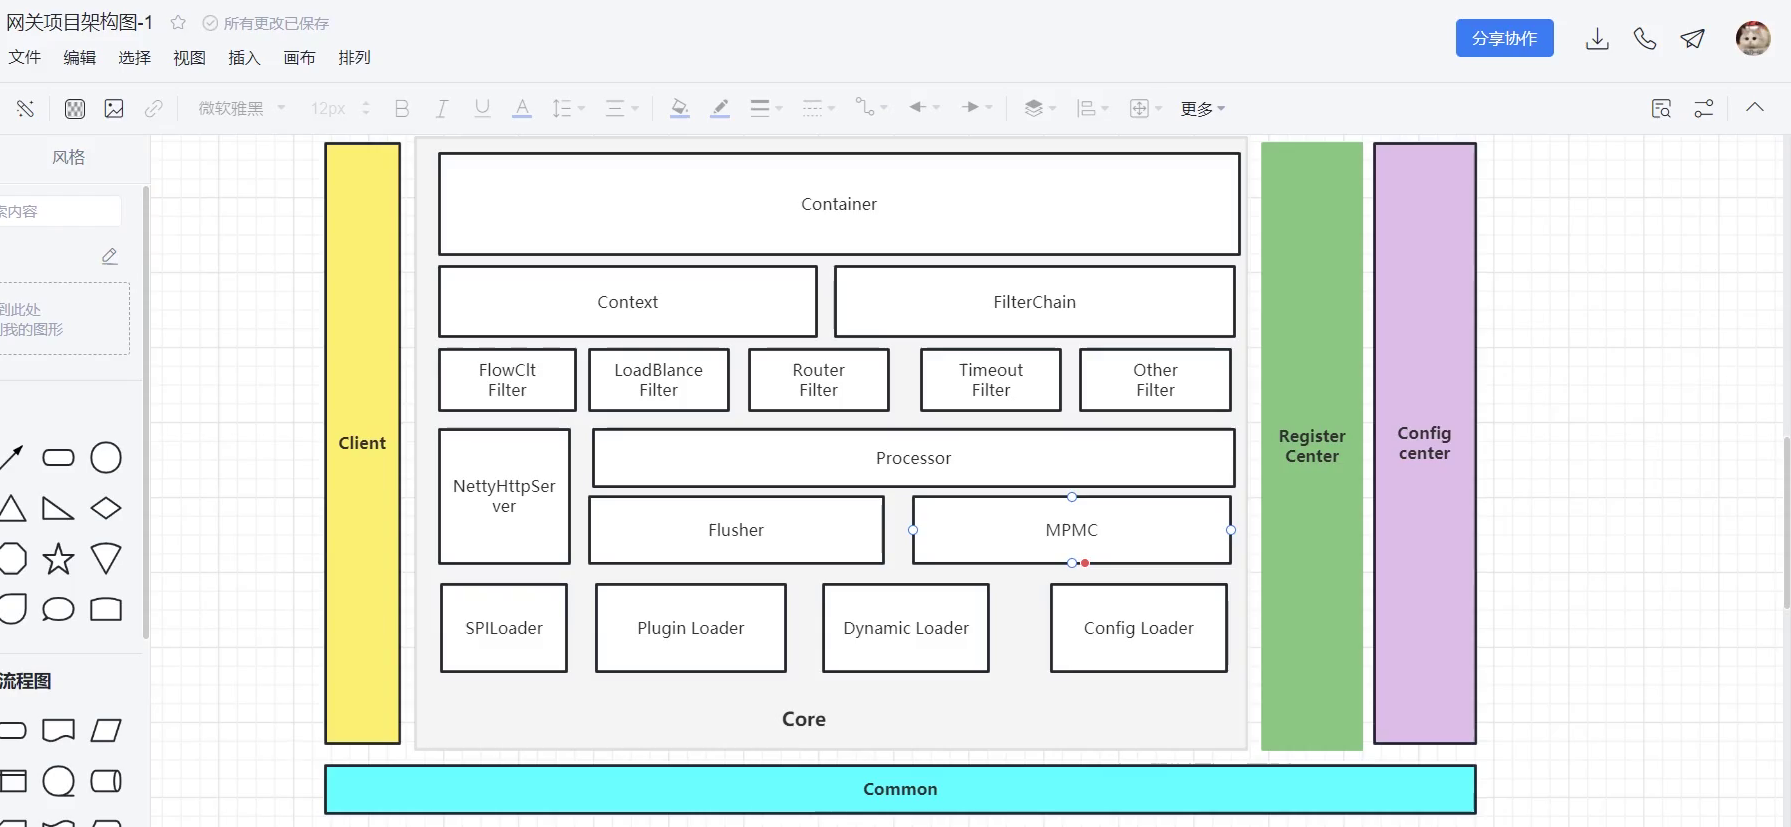 网关项目架构图-1
所有更改已保存
文件 编辑 选择 视图 插入 画布 排列
分享协作
微软雅黑 12px B I U A 更多
风格
索内容
到此处
我的图形
流程图
Container
Context FilterChain
FlowClt
Filter
LoadBlance
Filter
Router
Filter
Timeout
Filter
Other
Filter
Client
NettyHttpSer
ver
Processor
Flusher MPMC
SPILoader Plugin Loader Dynamic Loader Config Loader
Core
Register
Center
Config
center
Common